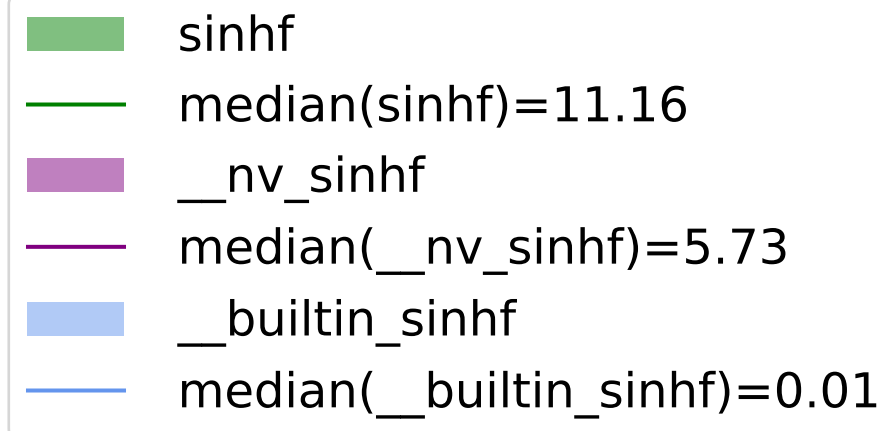 sinhf
median(sinhf)=11.16
__nv_sinhf
median(__nv_sinhf)=5.73
__builtin_sinhf
median(__builtin_sinhf)=0.01